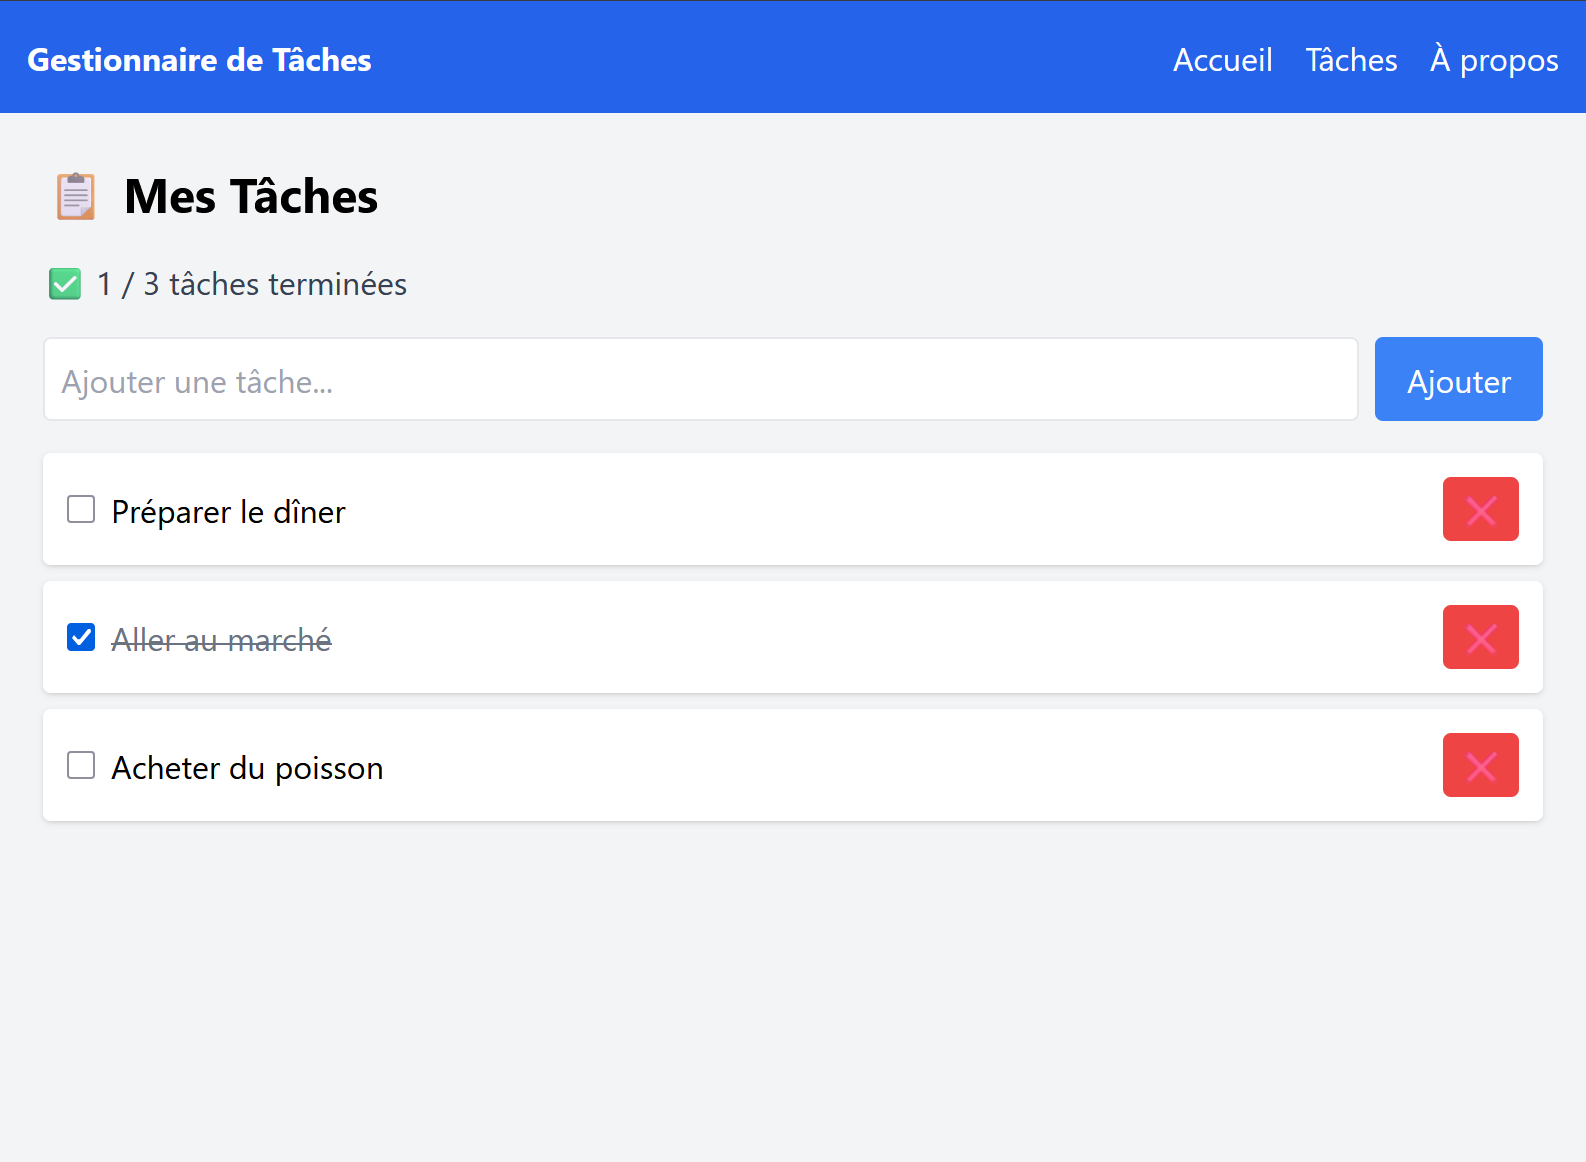 Gestionnaire de Tâches
Accueil Tâches À propos
📋 Mes Tâches
✅ 1 / 3 tâches terminées
Ajouter une tâche...
Ajouter
Préparer le dîner
Aller au marché
Acheter du poisson